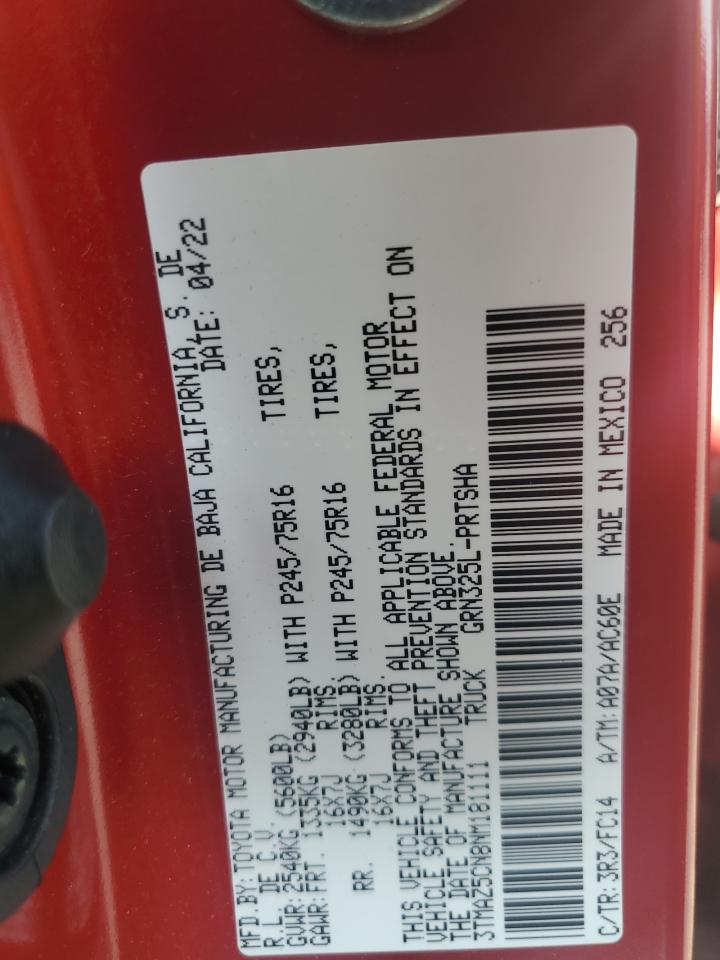 MFD.BY:TOYOTA MOTOR MANUFACTURING DE BAJA CALIFORNIA, S. DE
R.L. DE C.V. DATE: 04/22
GVWR:2540KG (5600LB)
GAWR:FRT. 1335KG (2940LB) WITH P245/75R16 TIRES,
16X7J RIMS.
RR. 1490KG (3280LB) WITH P245/75R16 TIRES,
16X7J RIMS.
THIS VEHICLE CONFORMS TO ALL APPLICABLE FEDERAL MOTOR
VEHICLE SAFETY AND THEFT PREVENTION STANDARDS IN EFFECT ON
THE DATE OF MANUFACTURE SHOWN ABOVE.
3TMAZ5CN8NM181111 TRUCK GRN325L-PRTSHA
C/TR:3R3/FC14 A/TM:A07A/AC60E MADE IN MEXICO 256